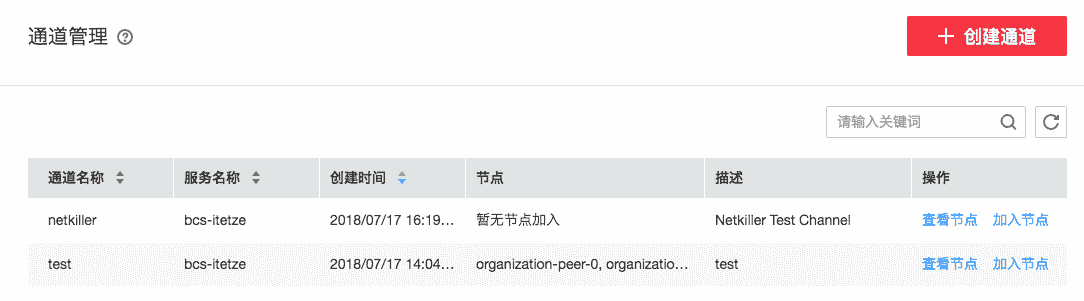 通道管理 ?
+ 创建通道
请输入关键词
通道名称 服务名称 创建时间 节点 描述 操作
netkiller bcs-itetze 2018/07/17 16:19... 暂无节点加入 Netkiller Test Channel 查看节点 加入节点
test bcs-itetze 2018/07/17 14:04... organization-peer-0, organizatio... test 查看节点 加入节点